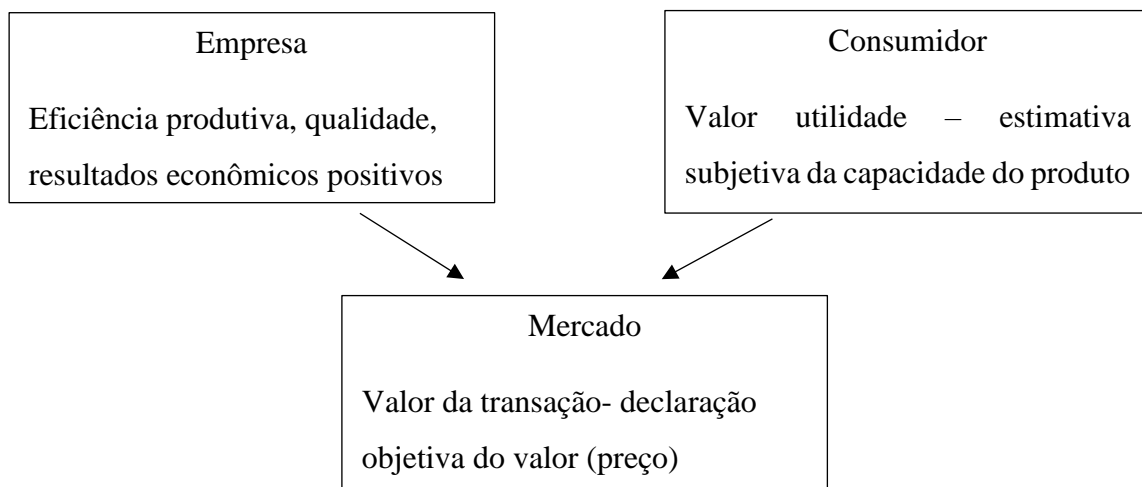 Empresa
Eficiência produtiva, qualidade,
resultados econômicos positivos
Consumidor
Valor utilidade – estimativa
subjetiva da capacidade do produto
Mercado
Valor da transação- declaração
objetiva do valor (preço)